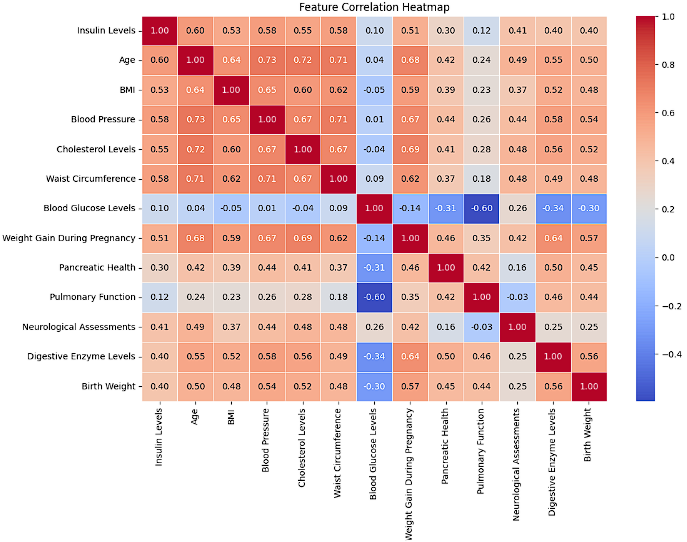 Feature Correlation Heatmap
Insulin Levels 1.00 0.60 0.53 0.58 0.55 0.58 0.10 0.51 0.30 0.12 0.41 0.40 0.40
Age 0.60 1.00 0.64 0.73 0.72 0.71 0.04 0.68 0.42 0.24 0.49 0.55 0.50
BMI 0.53 0.64 1.00 0.65 0.60 0.62 -0.05 0.59 0.39 0.23 0.37 0.52 0.48
Blood Pressure 0.58 0.73 0.65 1.00 0.67 0.71 0.01 0.67 0.44 0.26 0.44 0.58 0.54
Cholesterol Levels 0.55 0.72 0.60 0.67 1.00 0.67 -0.04 0.69 0.41 0.28 0.48 0.56 0.52
Waist Circumference 0.58 0.71 0.62 0.71 0.67 1.00 0.09 0.62 0.37 0.18 0.48 0.49 0.48
Blood Glucose Levels 0.10 0.04 -0.05 0.01 -0.04 0.09 1.00 -0.14 -0.31 -0.60 0.26 -0.34 -0.30
Weight Gain During Pregnancy 0.51 0.68 0.59 0.67 0.69 0.62 -0.14 1.00 0.46 0.35 0.42 0.64 0.57
Pancreatic Health 0.30 0.42 0.39 0.44 0.41 0.37 -0.31 0.46 1.00 0.42 0.16 0.50 0.45
Pulmonary Function 0.12 0.24 0.23 0.26 0.28 0.18 -0.60 0.35 0.42 1.00 -0.03 0.46 0.44
Neurological Assessments 0.41 0.49 0.37 0.44 0.48 0.48 0.26 0.42 0.16 -0.03 1.00 0.25 0.25
Digestive Enzyme Levels 0.40 0.55 0.52 0.58 0.56 0.49 -0.34 0.64 0.50 0.46 0.25 1.00 0.56
Birth Weight 0.40 0.50 0.48 0.54 0.52 0.48 -0.30 0.57 0.45 0.44 0.25 0.56 1.00
Insulin Levels
Age
BMI
Blood Pressure
Cholesterol Levels
Waist Circumference
Blood Glucose Levels
Weight Gain During Pregnancy
Pancreatic Health
Pulmonary Function
Neurological Assessments
Digestive Enzyme Levels
Birth Weight
1.0
0.8
0.6
0.4
0.2
0.0
−0.2
−0.4